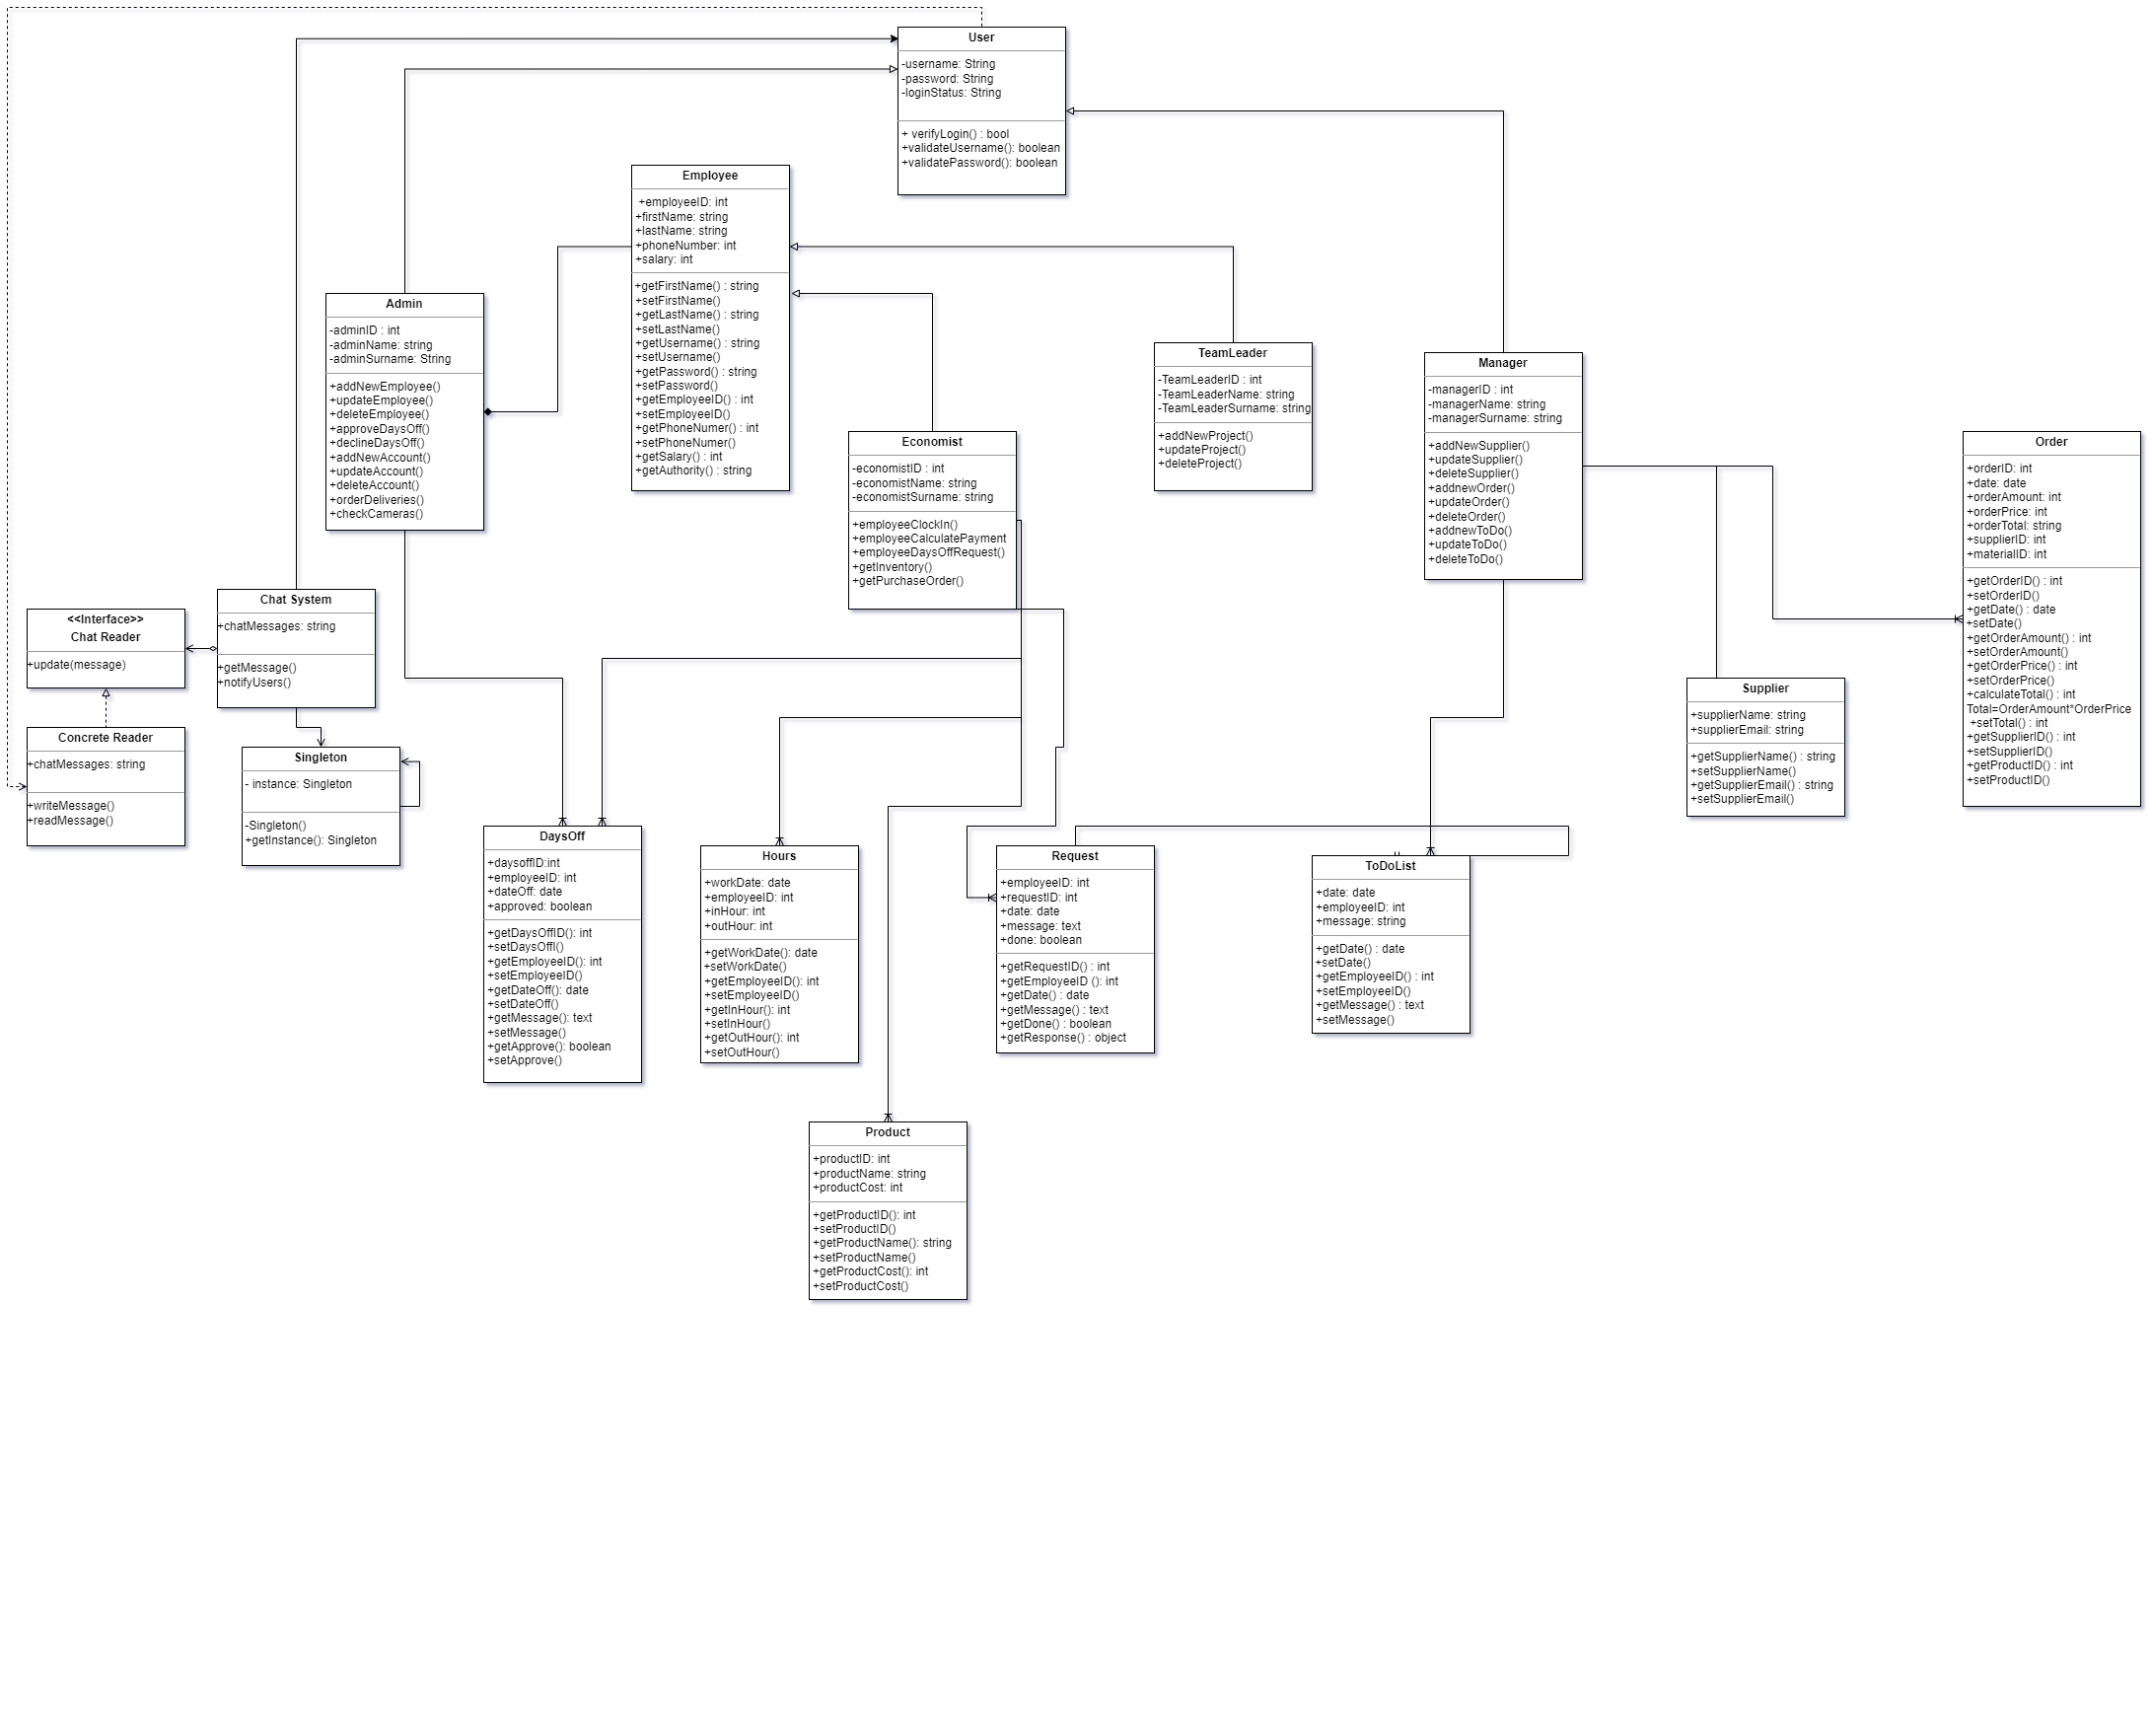 User
-username: String
-password: String
-loginStatus: String
+ verifyLogin() : bool
+validateUsername(): boolean
+validatePassword(): boolean
Employee
+employeeID: int
+firstName: string
+lastName: string
+phoneNumber: int
+salary: int
+getFirstName() : string
+setFirstName()
+getLastName() : string
+setLastName()
+getUsername() : string
+setUsername()
+getPassword() : string
+setPassword()
+getEmployeeID() : int
+setEmployeeID()
+getPhoneNumer() : int
+setPhoneNumer()
+getSalary() : int
+getAuthority() : string
Admin
-adminID : int
-adminName: string
-adminSurname: String
+addNewEmployee()
+updateEmployee()
+deleteEmployee()
+approveDaysOff()
+declineDaysOff()
+addNewAccount()
+updateAccount()
+deleteAccount()
+orderDeliveries()
+checkCameras()
TeamLeader
-TeamLeaderID : int
-TeamLeaderName: string
-TeamLeaderSurname: string
+addNewProject()
+updateProject()
+deleteProject()
Manager
-managerID : int
-managerName: string
-managerSurname: string
+addNewSupplier()
+updateSupplier()
+deleteSupplier()
+addnewOrder()
+updateOrder()
+deleteOrder()
+addnewToDo()
+updateToDo()
+deleteToDo()
Economist
-economistID : int
-economistName: string
-economistSurname: string
+employeeClockIn()
+employeeCalculatePayment
+employeeDaysOffRequest()
+getInventory()
+getPurchaseOrder()
Order
+orderID: int
+date: date
+orderAmount: int
+orderPrice: int
+orderTotal: string
+supplierID: int
+materialID: int
+getOrderID() : int
+setOrderID()
+getDate() : date
+setDate()
+getOrderAmount() : int
+setOrderAmount()
+getOrderPrice() : int
+setOrderPrice()
+calculateTotal() : int
Total=OrderAmount*OrderPrice
+setTotal() : int
+getSupplierID() : int
+setSupplierID()
+getProductID() : int
+setProductID()
<<Interface>>
Chat Reader
+update(message)
Chat System
+chatMessages: string
+getMessage()
+notifyUsers()
Concrete Reader
+chatMessages: string
+writeMessage()
+readMessage()
Singleton
- instance: Singleton
-Singleton()
+getInstance(): Singleton
Supplier
+supplierName: string
+supplierEmail: string
+getSupplierName() : string
+setSupplierName()
+getSupplierEmail() : string
+setSupplierEmail()
DaysOff
+daysoffID:int
+employeeID: int
+dateOff: date
+approved: boolean
+getDaysOffID(): int
+setDaysOffI()
+getEmployeeID(): int
+setEmployeeID()
+getDateOff(): date
+setDateOff()
+getMessage(): text
+setMessage()
+getApprove(): boolean
+setApprove()
Hours
+workDate: date
+employeeID: int
+inHour: int
+outHour: int
+getWorkDate(): date
+setWorkDate()
+getEmployeeID(): int
+setEmployeeID()
+getInHour(): int
+setInHour()
+getOutHour(): int
+setOutHour()
Request
+employeeID: int
+requestID: int
+date: date
+message: text
+done: boolean
+getRequestID() : int
+getEmployeeID (): int
+getDate() : date
+getMessage() : text
+getDone() : boolean
+getResponse() : object
ToDoList
+date: date
+employeeID: int
+message: string
+getDate() : date
+setDate()
+getEmployeeID() : int
+setEmployeeID()
+getMessage() : text
+setMessage()
Product
+productID: int
+productName: string
+productCost: int
+getProductID(): int
+setProductID()
+getProductName(): string
+setProductName()
+getProductCost(): int
+setProductCost()